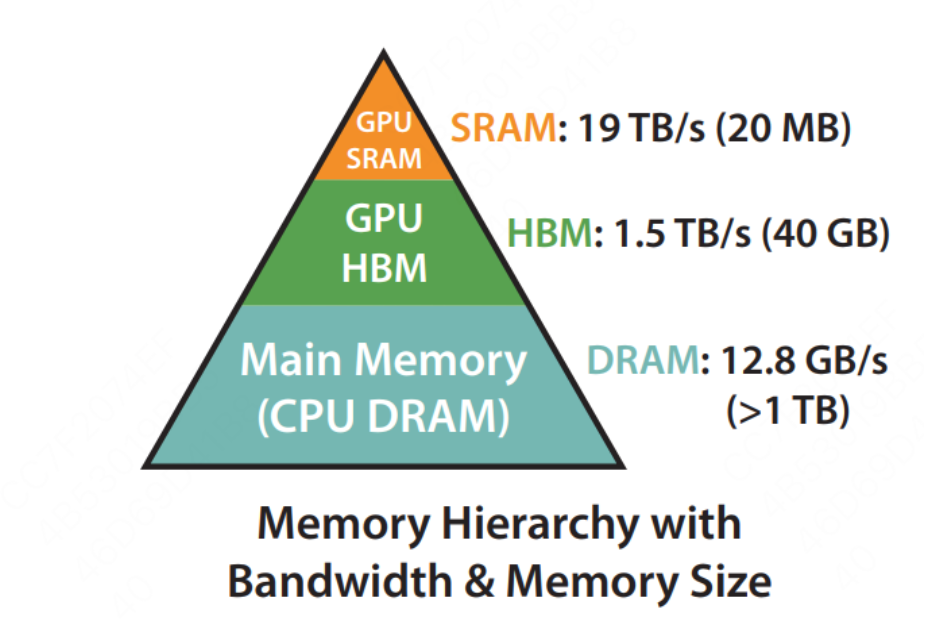 GPU
SRAM
SRAM: 19 TB/s (20 MB)
GPU
HBM
HBM: 1.5 TB/s (40 GB)
Main Memory
(CPU DRAM)
DRAM: 12.8 GB/s
(>1 TB)
Memory Hierarchy with
Bandwidth & Memory Size